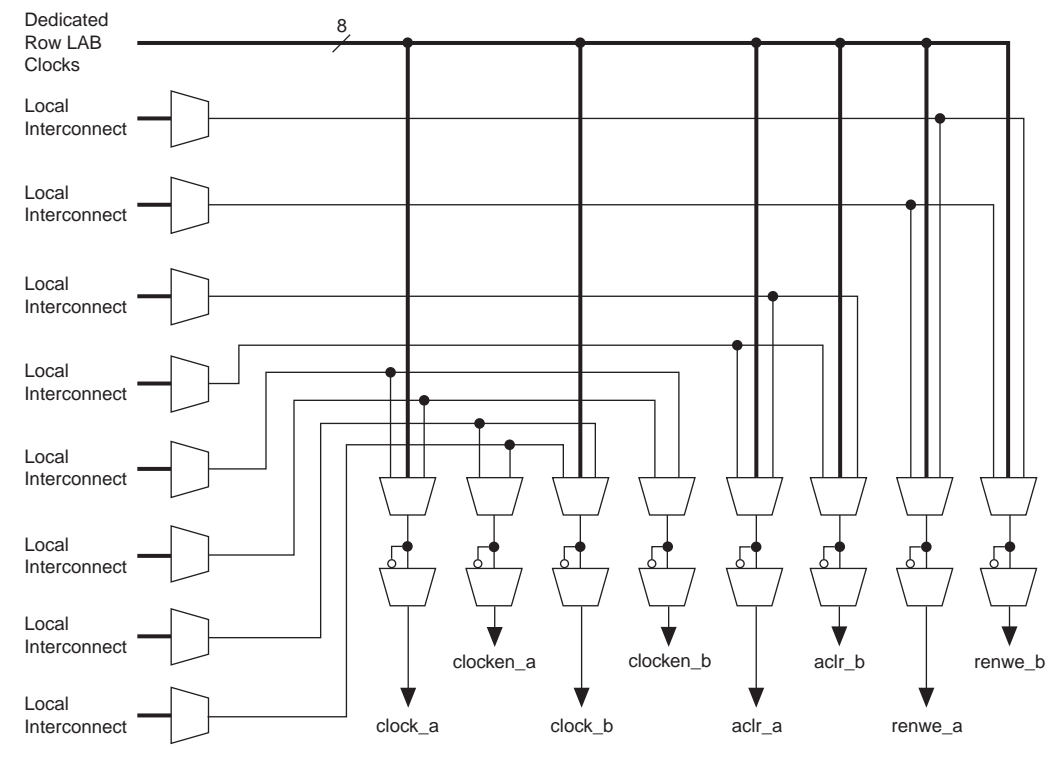 Dedicated
Row LAB
Clocks
8
Local
Interconnect
Local
Interconnect
Local
Interconnect
Local
Interconnect
Local
Interconnect
Local
Interconnect
Local
Interconnect
Local
Interconnect
clocken_a
clocken_b
aclr_b
renwe_b
clock_a
clock_b
aclr_a
renwe_a